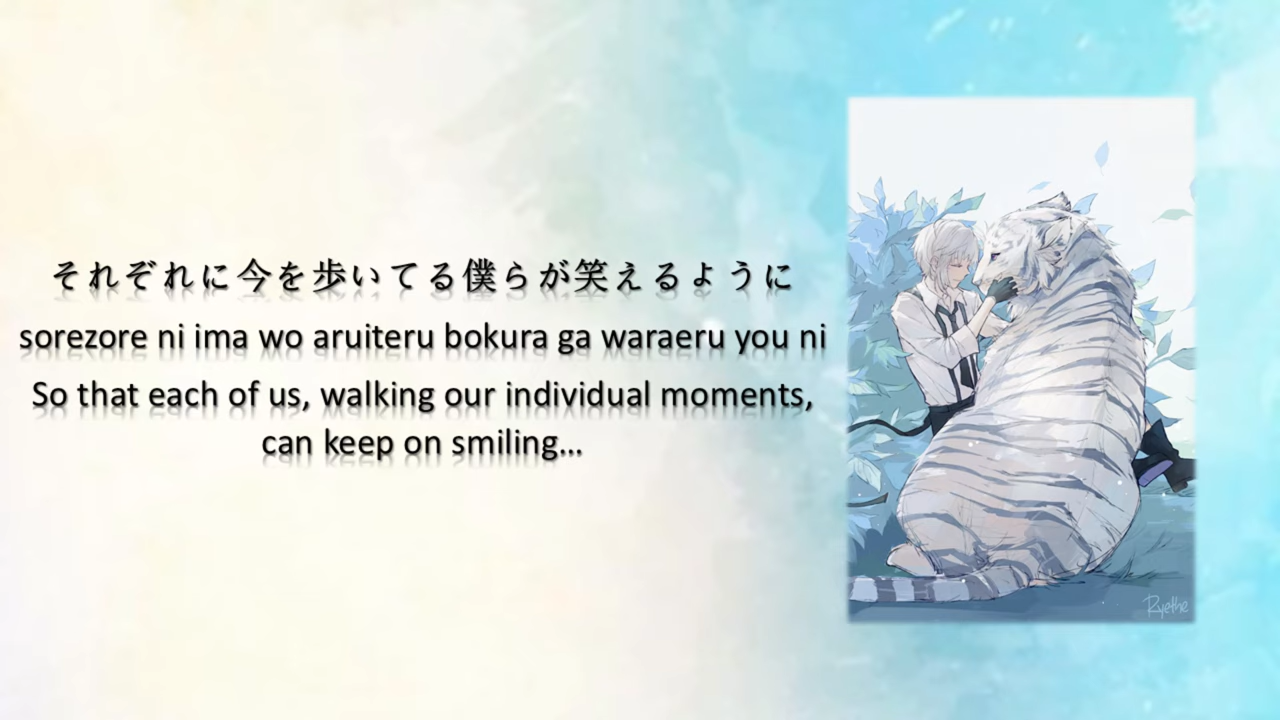 それぞれに今を歩いてる僕らが笑えるように
sorezore ni ima wo aruiteru bokura ga waraeru you ni
So that each of us, walking our individual moments,
can keep on smiling…
Ryethe